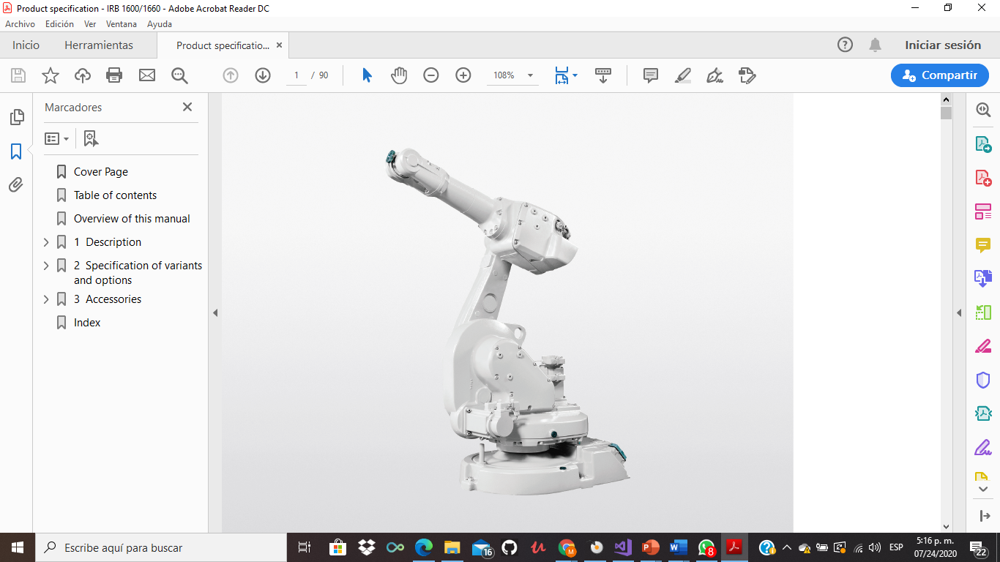 Product specification - IRB 1600/1660 - Adobe Acrobat Reader DC
Archivo Edición Ver Ventana Ayuda
Inicio Herramientas Product specificatio... Iniciar sesión
1 / 90 108% Compartir
Marcadores
Cover Page
Table of contents
Overview of this manual
1 Description
2 Specification of variants
and options
3 Accessories
Index
Escribe aquí para buscar
16
M
8
ESP
5:16 p. m.
07/24/2020
22